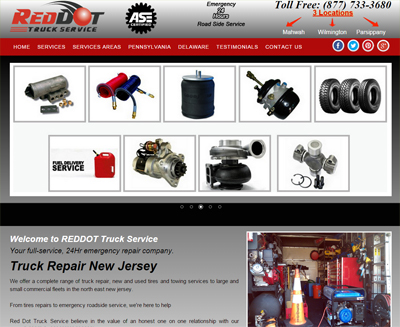 REDDOT
TRUCK SERVICE
ASE
CERTIFIED
Emergency
24
Hours
Road Side Service
Toll Free: (877) 733-3680
3 Locations
Mahwah Wilmington Parsippany
HOME SERVICES SERVICES AREAS PENNSYLVANIA DELAWARE TESTIMONIALS CONTACT US
FUEL DELIVERY
SERVICE
Welcome to REDDOT Truck Service
Your full-service, 24Hr emergency repair company.
Truck Repair New Jersey
We offer a complete range of truck repair, new and used tires and towing services to large and
small commercial fleets in the north east new jersey.
From tires repairs to emergency roadside service, we're here to help
Red Dot Truck Service believe in the value of an honest one on one relationship with our